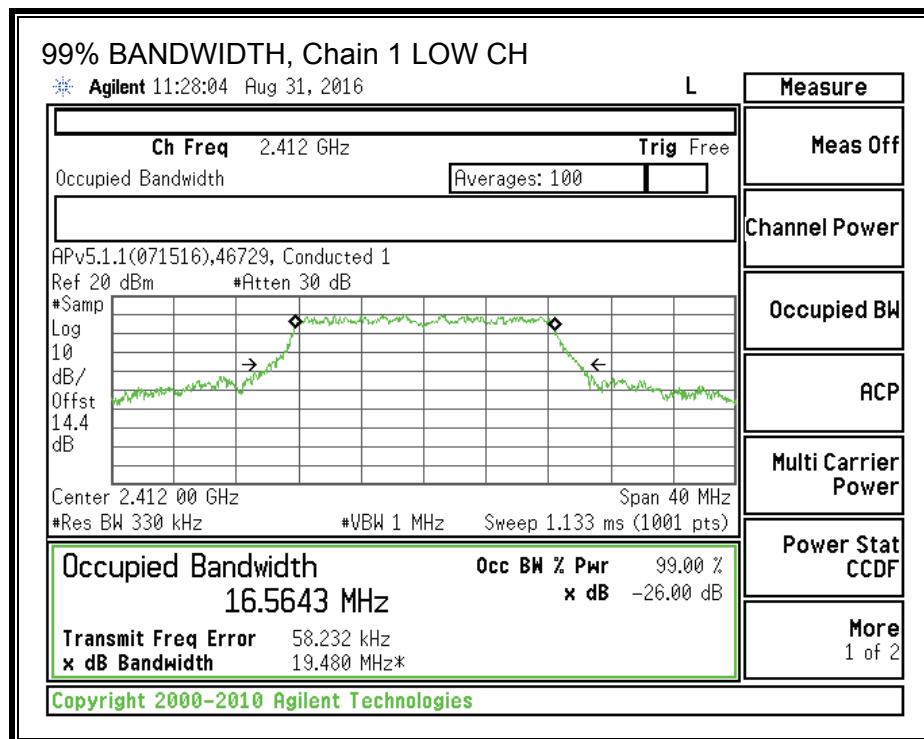 99% BANDWIDTH, Chain 1 LOW CH
Agilent 11:28:04 Aug 31, 2016 L
Measure
Ch Freq 2.412 GHz Trig Free
Meas Off
Occupied Bandwidth Averages: 100
Channel Power
APv5.1.1(071516),46729, Conducted 1
Ref 20 dBm #Atten 30 dB
#Samp
Log
10
dB/
Offst
14.4
dB
Occupied BW
ACP
Multi Carrier
Power
Center 2.412 00 GHz Span 40 MHz
#Res BW 330 kHz #VBW 1 MHz Sweep 1.133 ms (1001 pts)
Power Stat
CCDF
Occupied Bandwidth Occ BW % Pwr 99.00 %
16.5643 MHz x dB -26.00 dB
Transmit Freq Error 58.232 kHz
x dB Bandwidth 19.480 MHz*
More
1 of 2
Copyright 2000-2010 Agilent Technologies